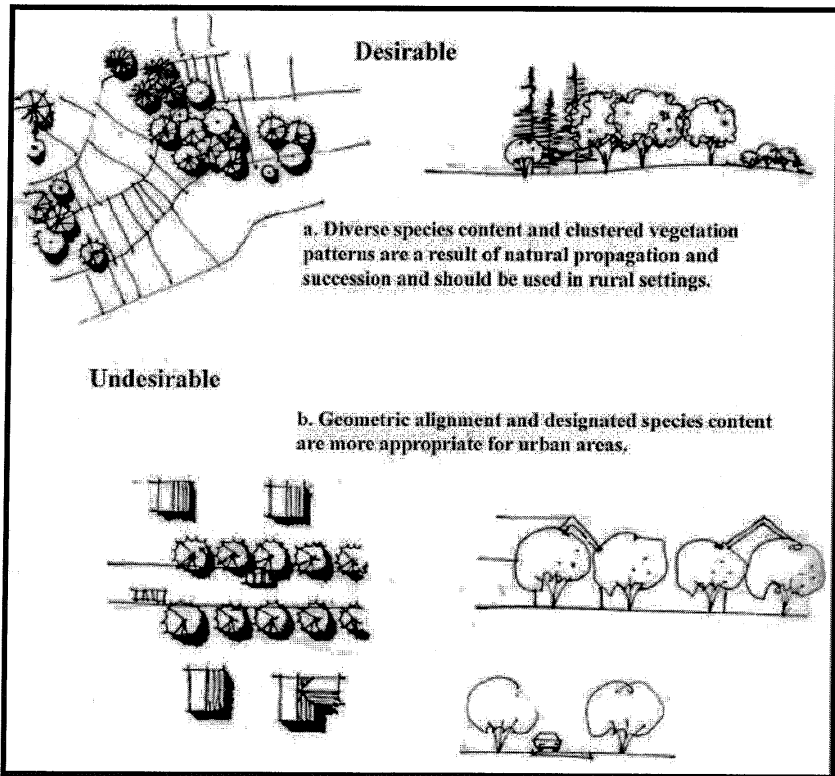 Desirable
a. Diverse species content and clustered vegetation
patterns are a result of natural propagation and
succession and should be used in rural settings.
Undesirable
b. Geometric alignment and designated species content
are more appropriate for urban areas.